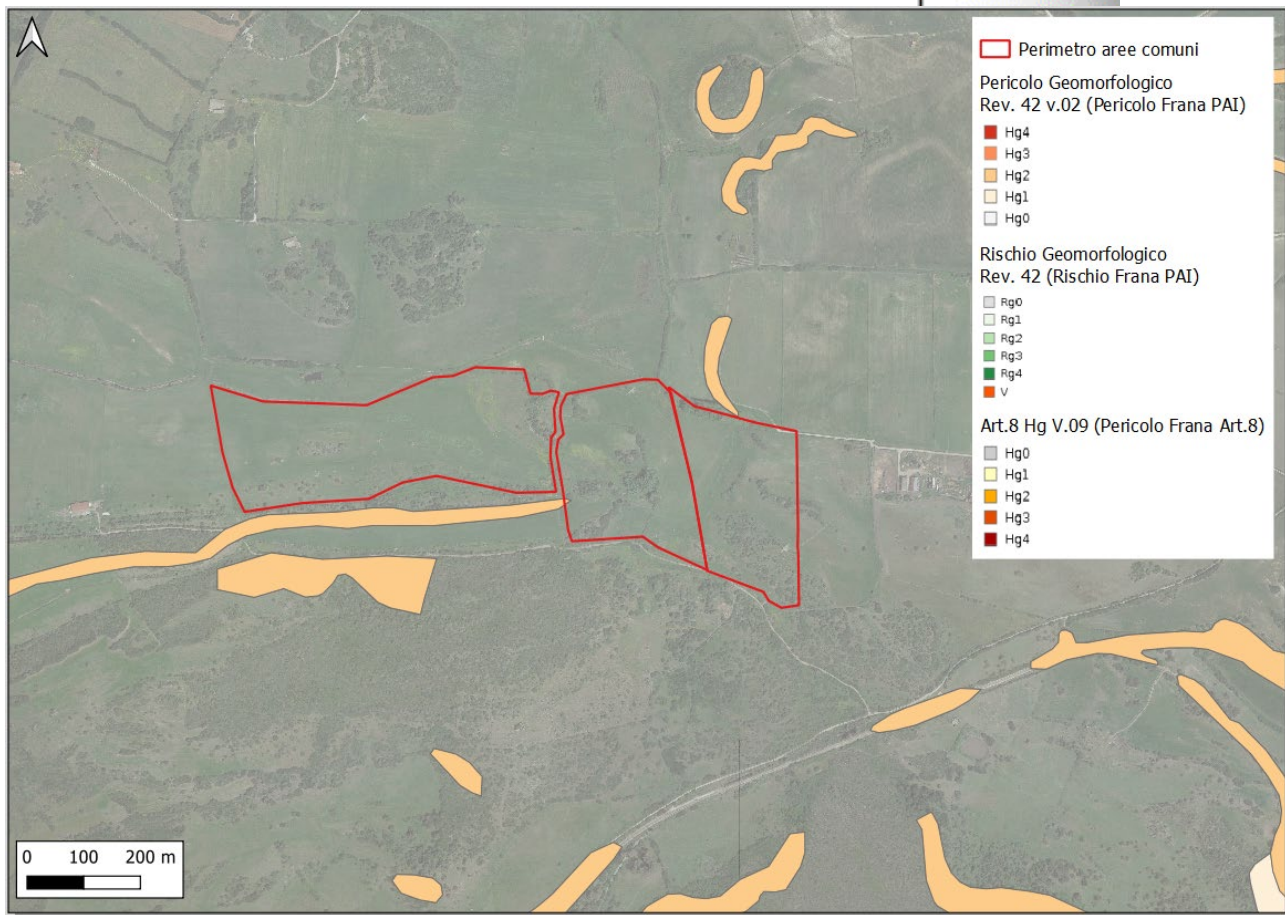 Perimetro aree comuni
Pericolo Geomorfologico
Rev. 42 v.02 (Pericolo Frana PAI)
Hg4
Hg3
Hg2
Hg1
Hg0
Rischio Geomorfologico
Rev. 42 (Rischio Frana PAI)
Rg0
Rg1
Rg2
Rg3
Rg4
V
Art.8 Hg V.09 (Pericolo Frana Art.8)
Hg0
Hg1
Hg2
Hg3
Hg4
0 100 200 m